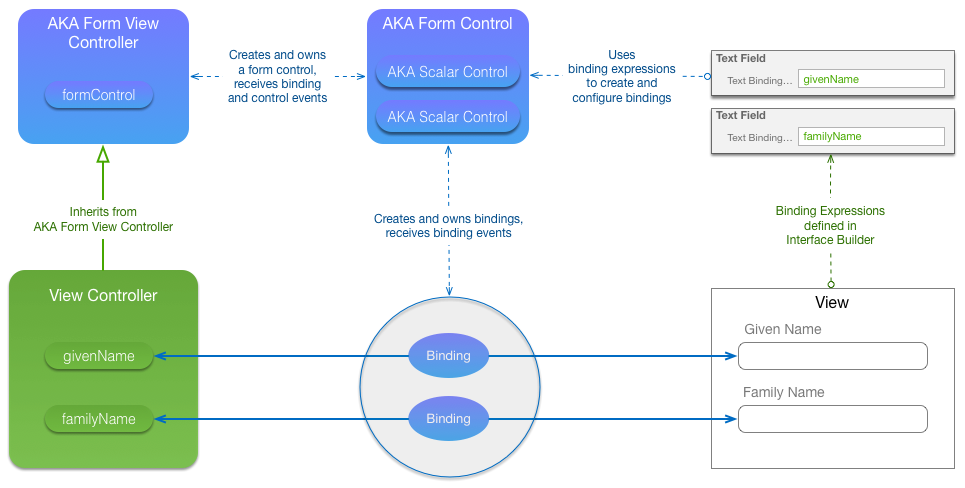 AKA Form View
Controller
formControl
Creates and owns
a form control,
receives binding
and control events
AKA Form Control
AKA Scalar Control
AKA Scalar Control
Uses
binding expressions
to create and
configure bindings
Text Field
Text Binding...
givenName
Text Field
Text Binding...
familyName
Inherits from
AKA Form View Controller
Creates and owns bindings,
receives binding events
Binding Expressions
defined in
Interface Builder
View Controller
givenName
familyName
Binding
Binding
View
Given Name
Family Name